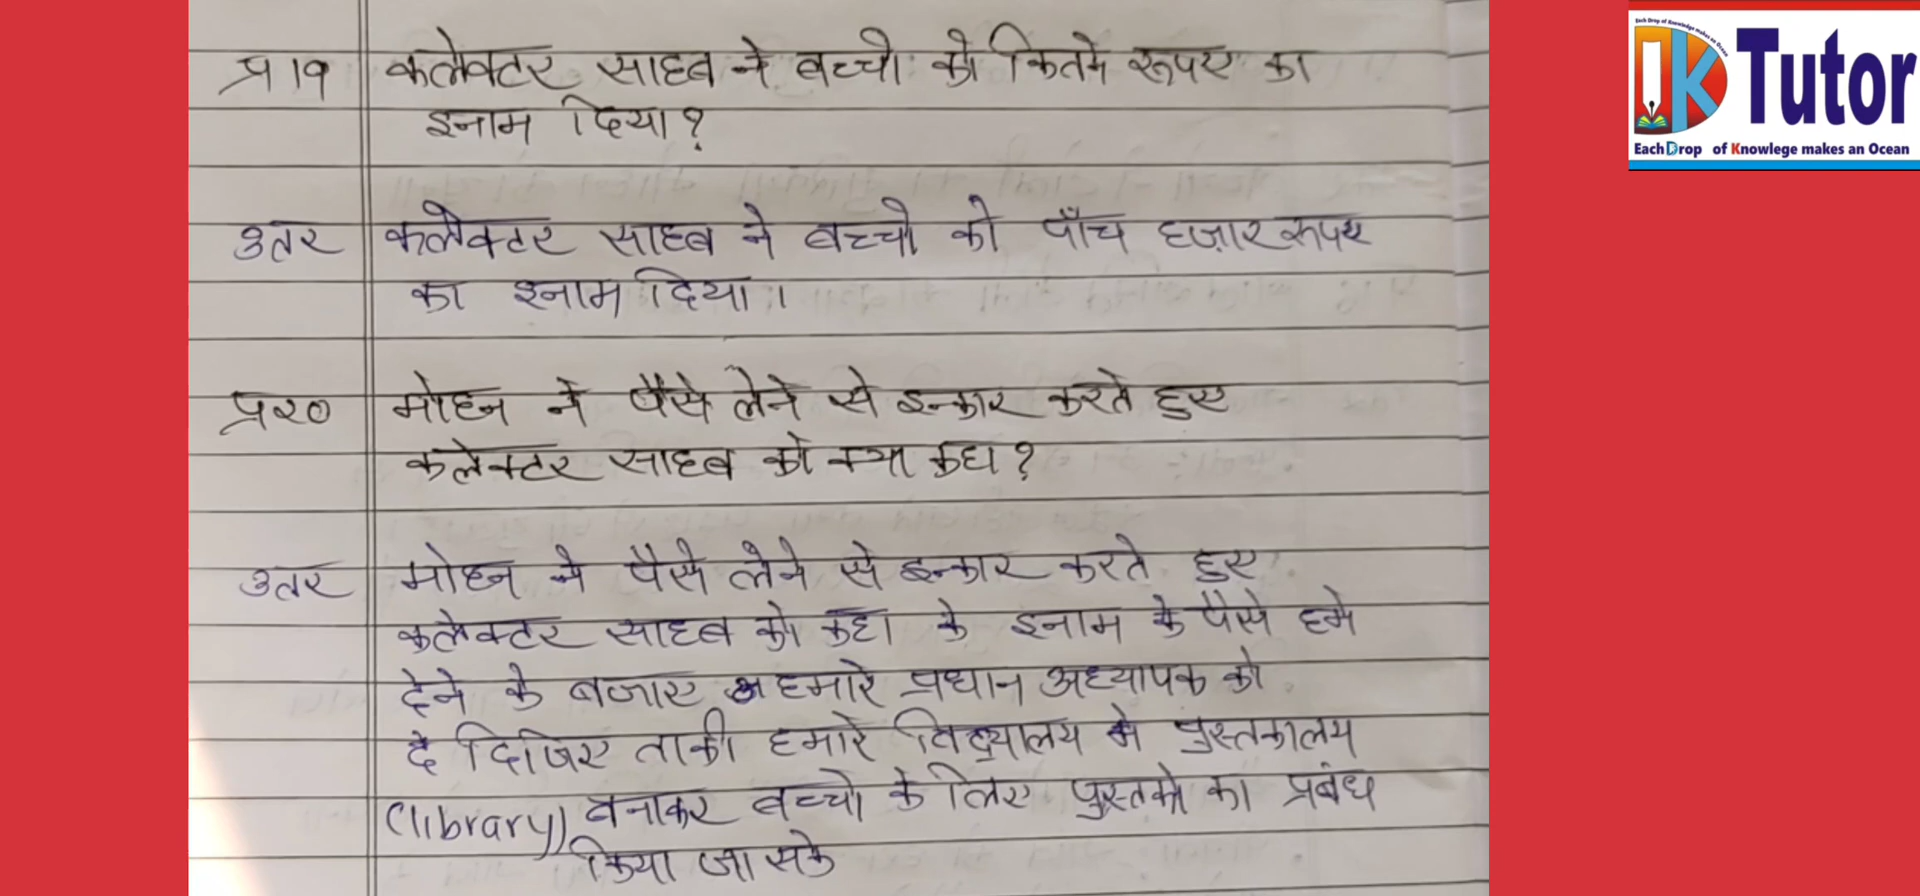 प्र 19 कलेक्टर साहब ने बच्चो को कितने रूपए का
इनाम दिया?
उतर कलेक्टर साहब ने बच्चो को पाँच हज़ार रूपए
का इनाम दिया।
प्र२० मोहन ने पैसे लेने से इन्कार करते हुए
कलेक्टर साहब को क्या कहा?
उतर मोहन ने पैसे लेने से इन्कार करते हुए
कलेक्टर साहब को कहा के इनाम के पैसे हमे
देने के बजाए हमारे प्रधान अध्यापक को
दे दिजिए ताकी हमारे विद्यालय मे पुस्तकालय
(library) बनाकर बच्चो के लिए पुस्तको का प्रबंध
किया जा सके
DK Tutor
Each Drop of Knowlege makes an Ocean